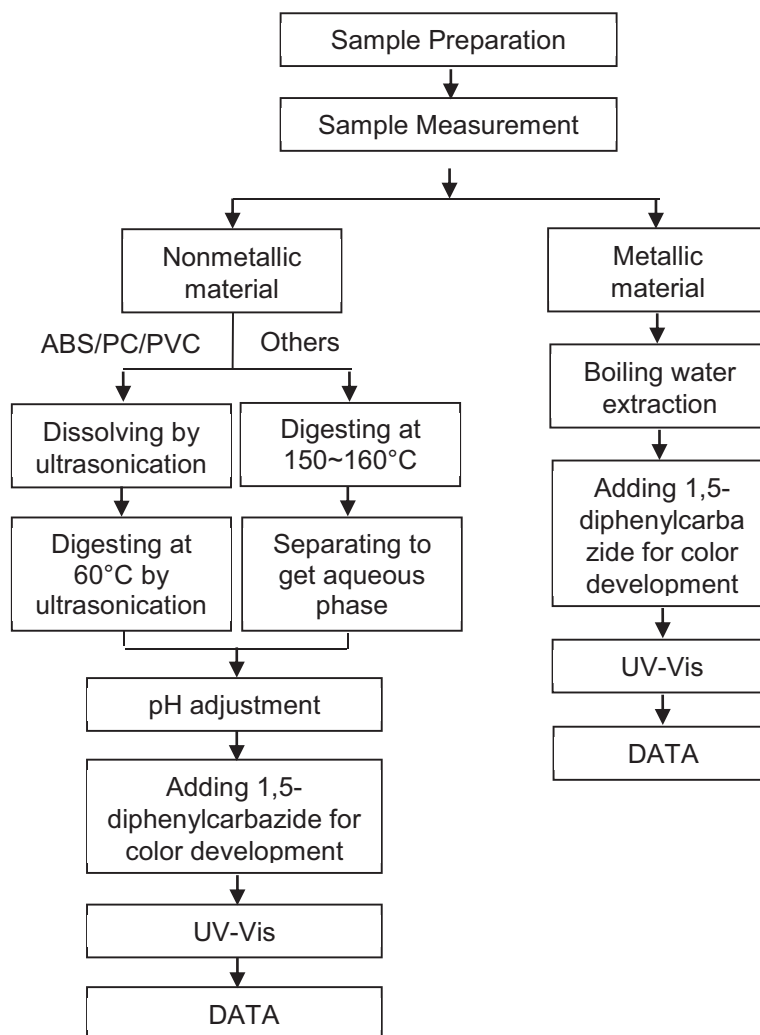 Sample Preparation
Sample Measurement
Nonmetallic
material
Metallic
material
ABS/PC/PVC
Others
Boiling water
extraction
Dissolving by
ultrasonication
Digesting at
150~160°C
Adding 1,5-
diphenylcarba
zide for color
development
Digesting at
60°C by
ultrasonication
Separating to
get aqueous
phase
UV-Vis
pH adjustment
DATA
Adding 1,5-
diphenylcarbazide for
color development
UV-Vis
DATA